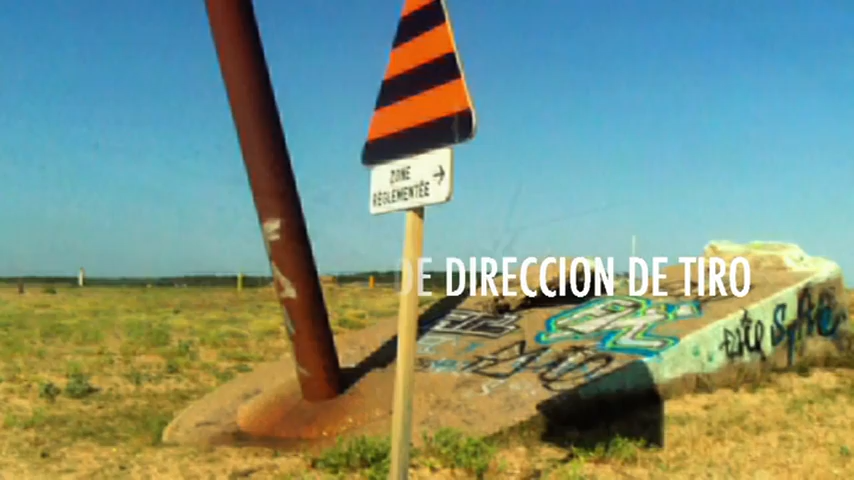 ZONE
RÉGLEMENTÉE →
DE DIRECCION DE TIRO